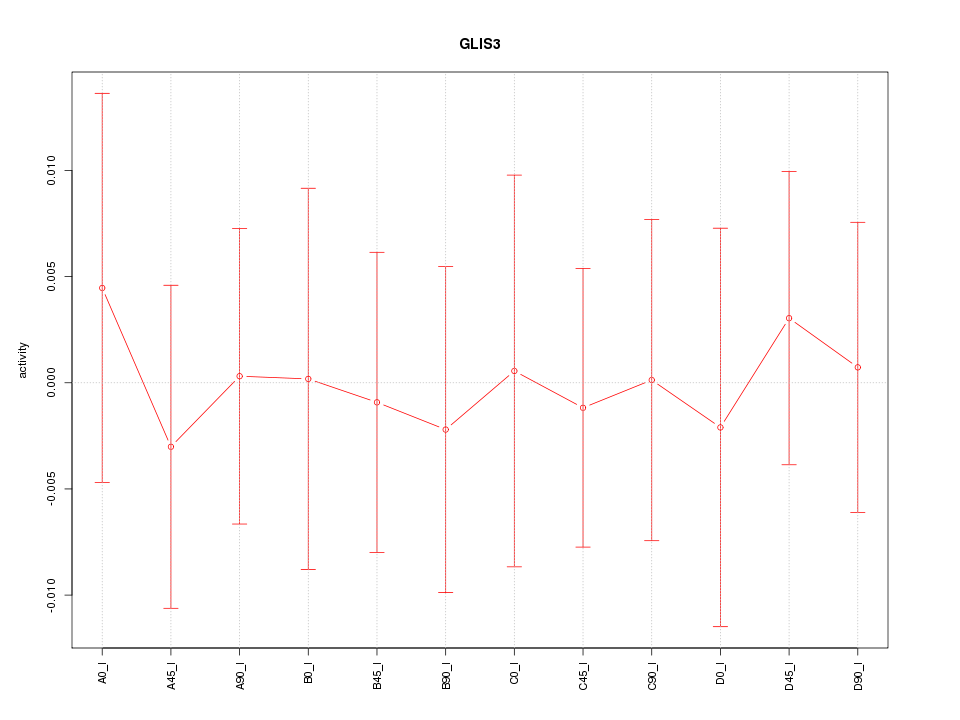 GLIS3
activity
0.010
0.005
0.000
-0.005
-0.010
A0_I
A45_I
A90_I
B0_I
B45_I
B90_I
C0_I
C45_I
C90_I
D0_I
D45_I
D90_I